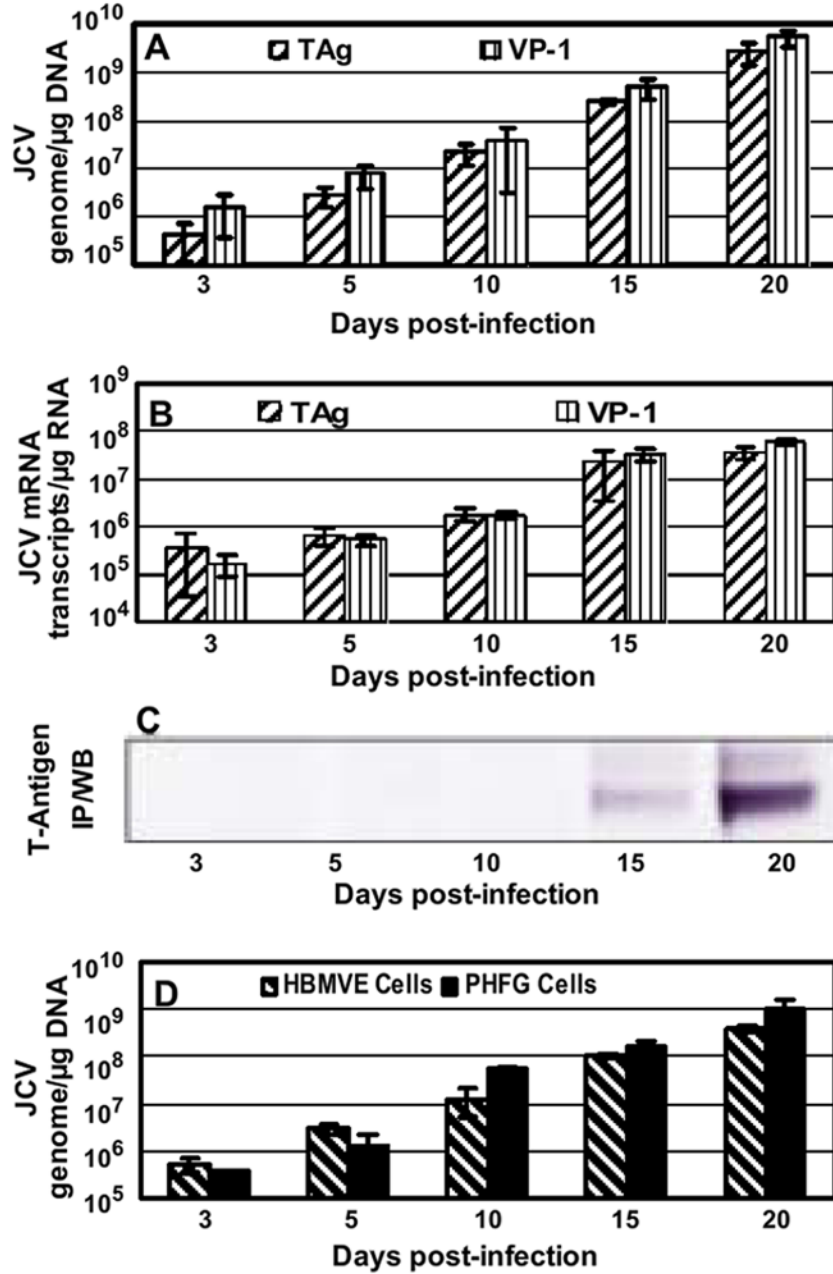 A
TAg VP-1
JCV
genome/µg DNA
10^10
10^9
10^8
10^7
10^6
10^5
3 5 10 15 20
Days post-infection
B
TAg VP-1
JCV mRNA
transcripts/µg RNA
10^9
10^8
10^7
10^6
10^5
10^4
3 5 10 15 20
Days post-infection
C
T-Antigen
IP/WB
3 5 10 15 20
Days post-infection
D
HBMVE Cells PHFG Cells
JCV
genome/µg DNA
10^10
10^9
10^8
10^7
10^6
10^5
3 5 10 15 20
Days post-infection